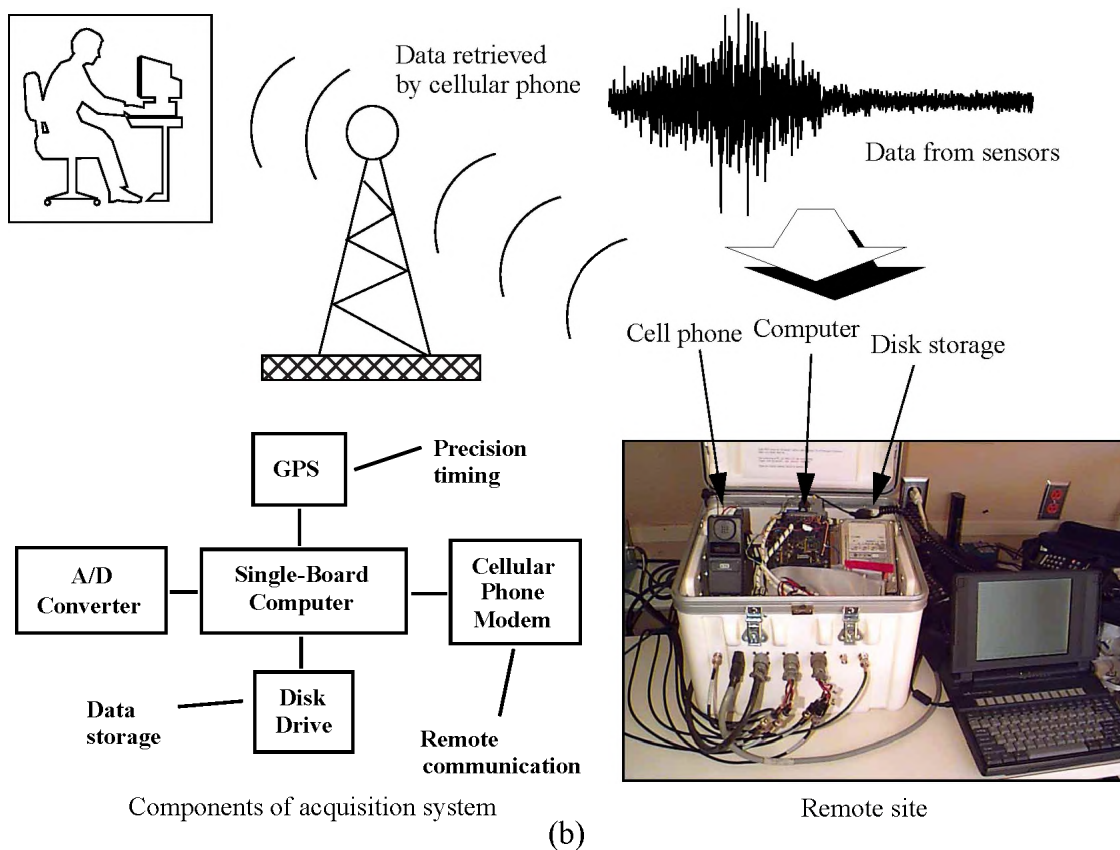 Data retrieved
by cellular phone
Data from sensors
Cell phone
Computer
Disk storage
GPS
Precision
timing
A/D
Converter
Single-Board
Computer
Cellular
Phone
Modem
Data
storage
Disk
Drive
Remote
communication
Components of acquisition system
Remote site
(b)